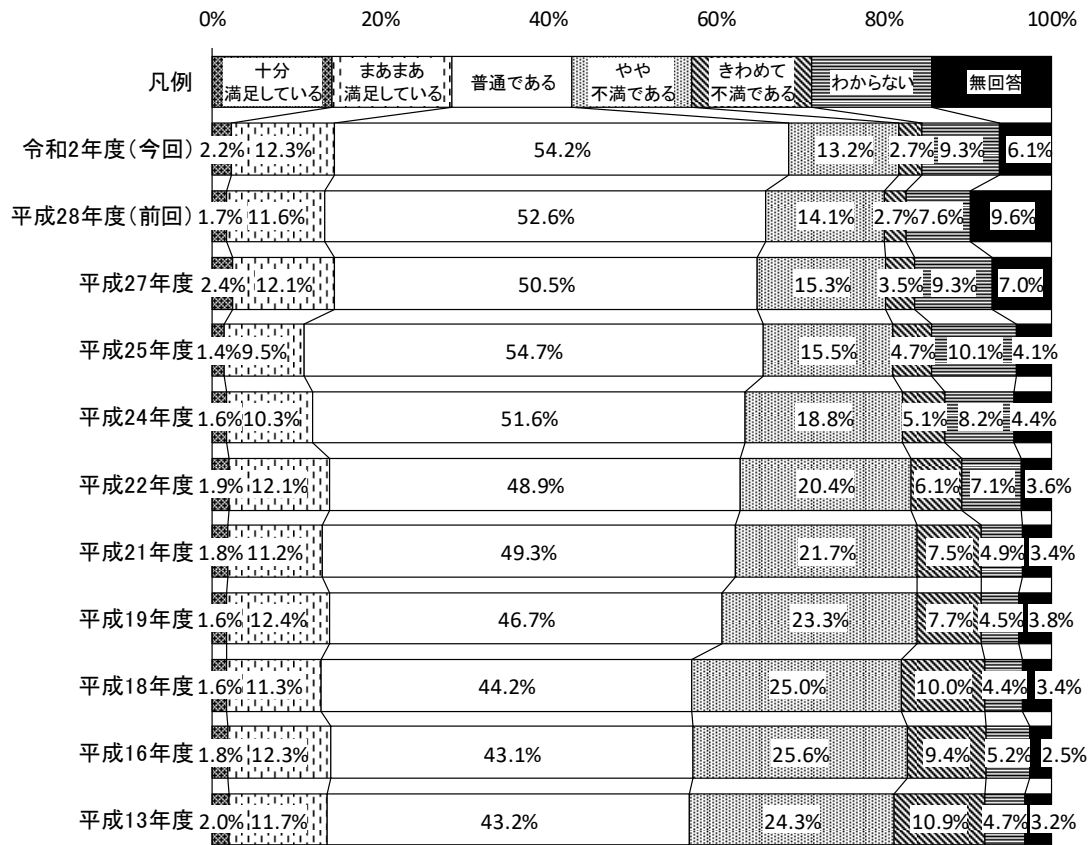 0% 20% 40% 60% 80% 100%
凡例
十分
満足している
まあまあ
満足している
普通である
やや
不満である
きわめて
不満である
わからない
無回答
令和2年度(今回) 2.2% 12.3% 54.2% 13.2% 2.7% 9.3% 6.1%
平成28年度(前回) 1.7% 11.6% 52.6% 14.1% 2.7% 7.6% 9.6%
平成27年度 2.4% 12.1% 50.5% 15.3% 3.5% 9.3% 7.0%
平成25年度 1.4% 9.5% 54.7% 15.5% 4.7% 10.1% 4.1%
平成24年度 1.6% 10.3% 51.6% 18.8% 5.1% 8.2% 4.4%
平成22年度 1.9% 12.1% 48.9% 20.4% 6.1% 7.1% 3.6%
平成21年度 1.8% 11.2% 49.3% 21.7% 7.5% 4.9% 3.4%
平成19年度 1.6% 12.4% 46.7% 23.3% 7.7% 4.5% 3.8%
平成18年度 1.6% 11.3% 44.2% 25.0% 10.0% 4.4% 3.4%
平成16年度 1.8% 12.3% 43.1% 25.6% 9.4% 5.2% 2.5%
平成13年度 2.0% 11.7% 43.2% 24.3% 10.9% 4.7% 3.2%